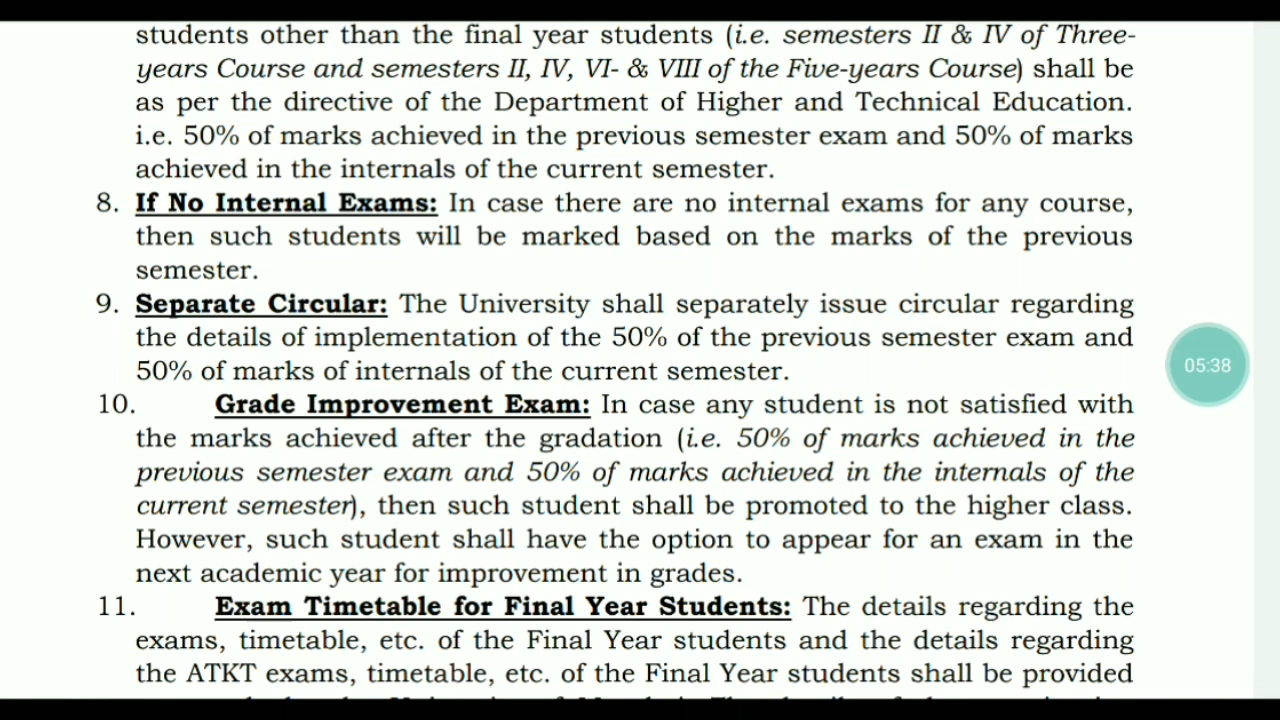 students other than the final year students (i.e. semesters II & IV of Three-
years Course and semesters II, IV, VI- & VIII of the Five-years Course) shall be
as per the directive of the Department of Higher and Technical Education.
i.e. 50% of marks achieved in the previous semester exam and 50% of marks
achieved in the internals of the current semester.
8. If No Internal Exams: In case there are no internal exams for any course,
then such students will be marked based on the marks of the previous
semester.
9. Separate Circular: The University shall separately issue circular regarding
the details of implementation of the 50% of the previous semester exam and
50% of marks of internals of the current semester.
05:38
10. Grade Improvement Exam: In case any student is not satisfied with
the marks achieved after the gradation (i.e. 50% of marks achieved in the
previous semester exam and 50% of marks achieved in the internals of the
current semester), then such student shall be promoted to the higher class.
However, such student shall have the option to appear for an exam in the
next academic year for improvement in grades.
11. Exam Timetable for Final Year Students: The details regarding the
exams, timetable, etc. of the Final Year students and the details regarding
the ATKT exams, timetable, etc. of the Final Year students shall be provided